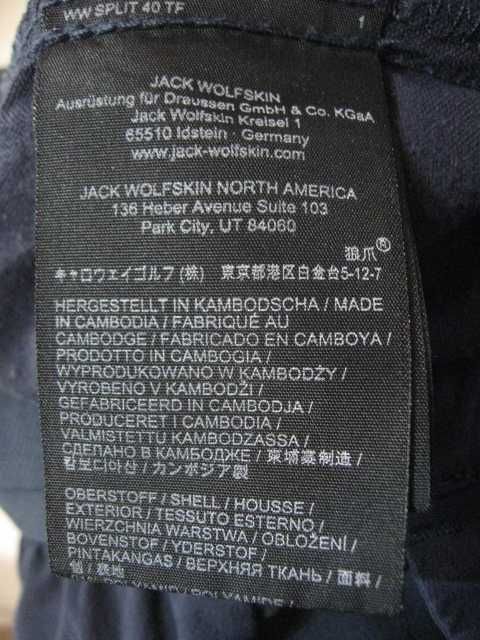 WW SPLIT 40 TF
1
JACK WOLFSKIN
Ausrüstung für Draussen GmbH & Co. KGaA
Jack Wolfskin Kreisel 1
65510 Idstein · Germany
www.jack-wolfskin.com
JACK WOLFSKIN NORTH AMERICA
136 Heber Avenue Suite 103
Park City, UT 84060
狼爪®
キャロウェイゴルフ(株) 東京都港区白金台5-12-7
HERGESTELLT IN KAMBODSCHA / MADE
IN CAMBODIA / FABRIQUÉ AU
CAMBODGE / FABRICADO EN CAMBOYA /
PRODOTTO IN CAMBOGIA /
WYPRODUKOWANO W KAMBODŻY /
VYROBENO V KAMBODŽI /
GEFABRICEERD IN CAMBODJA /
PRODUCERET I CAMBODIA /
VALMISTETTU KAMBODZASSA /
СДЕЛАНО В КАМБОДЖЕ / 柬埔寨制造 /
캄보디아산 / カンボジア製
OBERSTOFF / SHELL / HOUSSE /
EXTERIOR / TESSUTO ESTERNO /
WIERZCHNIA WARSTWA / OBLOŽENÍ /
BOVENSTOF / YDERSTOF /
PINTAKANGAS / ВЕРХНЯЯ ТКАНЬ / 面料 /
겉 / 表地